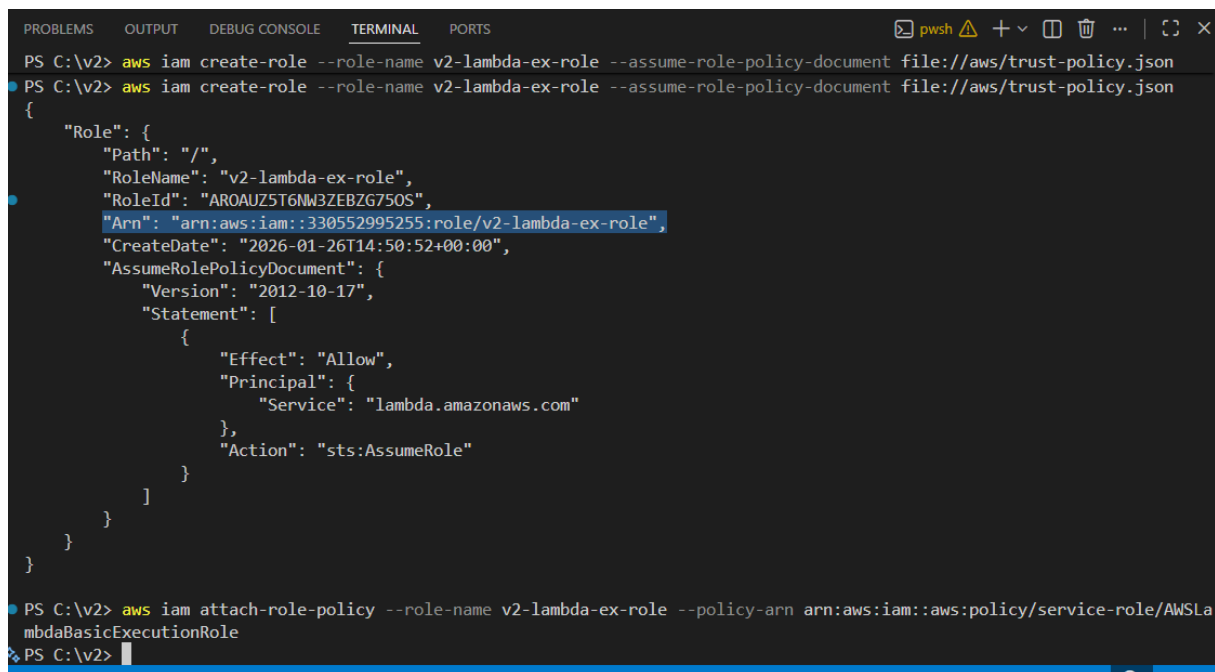 PROBLEMS OUTPUT DEBUG CONSOLE TERMINAL PORTS pwsh
PS C:\v2> aws iam create-role --role-name v2-lambda-ex-role --assume-role-policy-document file://aws/trust-policy.json
PS C:\v2> aws iam create-role --role-name v2-lambda-ex-role --assume-role-policy-document file://aws/trust-policy.json
{
    "Role": {
        "Path": "/",
        "RoleName": "v2-lambda-ex-role",
        "RoleId": "AROAUZ5T6NW3ZEBZG75OS",
        "Arn": "arn:aws:iam::330552995255:role/v2-lambda-ex-role",
        "CreateDate": "2026-01-26T14:50:52+00:00",
        "AssumeRolePolicyDocument": {
            "Version": "2012-10-17",
            "Statement": [
                {
                    "Effect": "Allow",
                    "Principal": {
                        "Service": "lambda.amazonaws.com"
                    },
                    "Action": "sts:AssumeRole"
                }
            ]
        }
    }
}
PS C:\v2> aws iam attach-role-policy --role-name v2-lambda-ex-role --policy-arn arn:aws:iam::aws:policy/service-role/AWSLa
mbdaBasicExecutionRole
PS C:\v2>